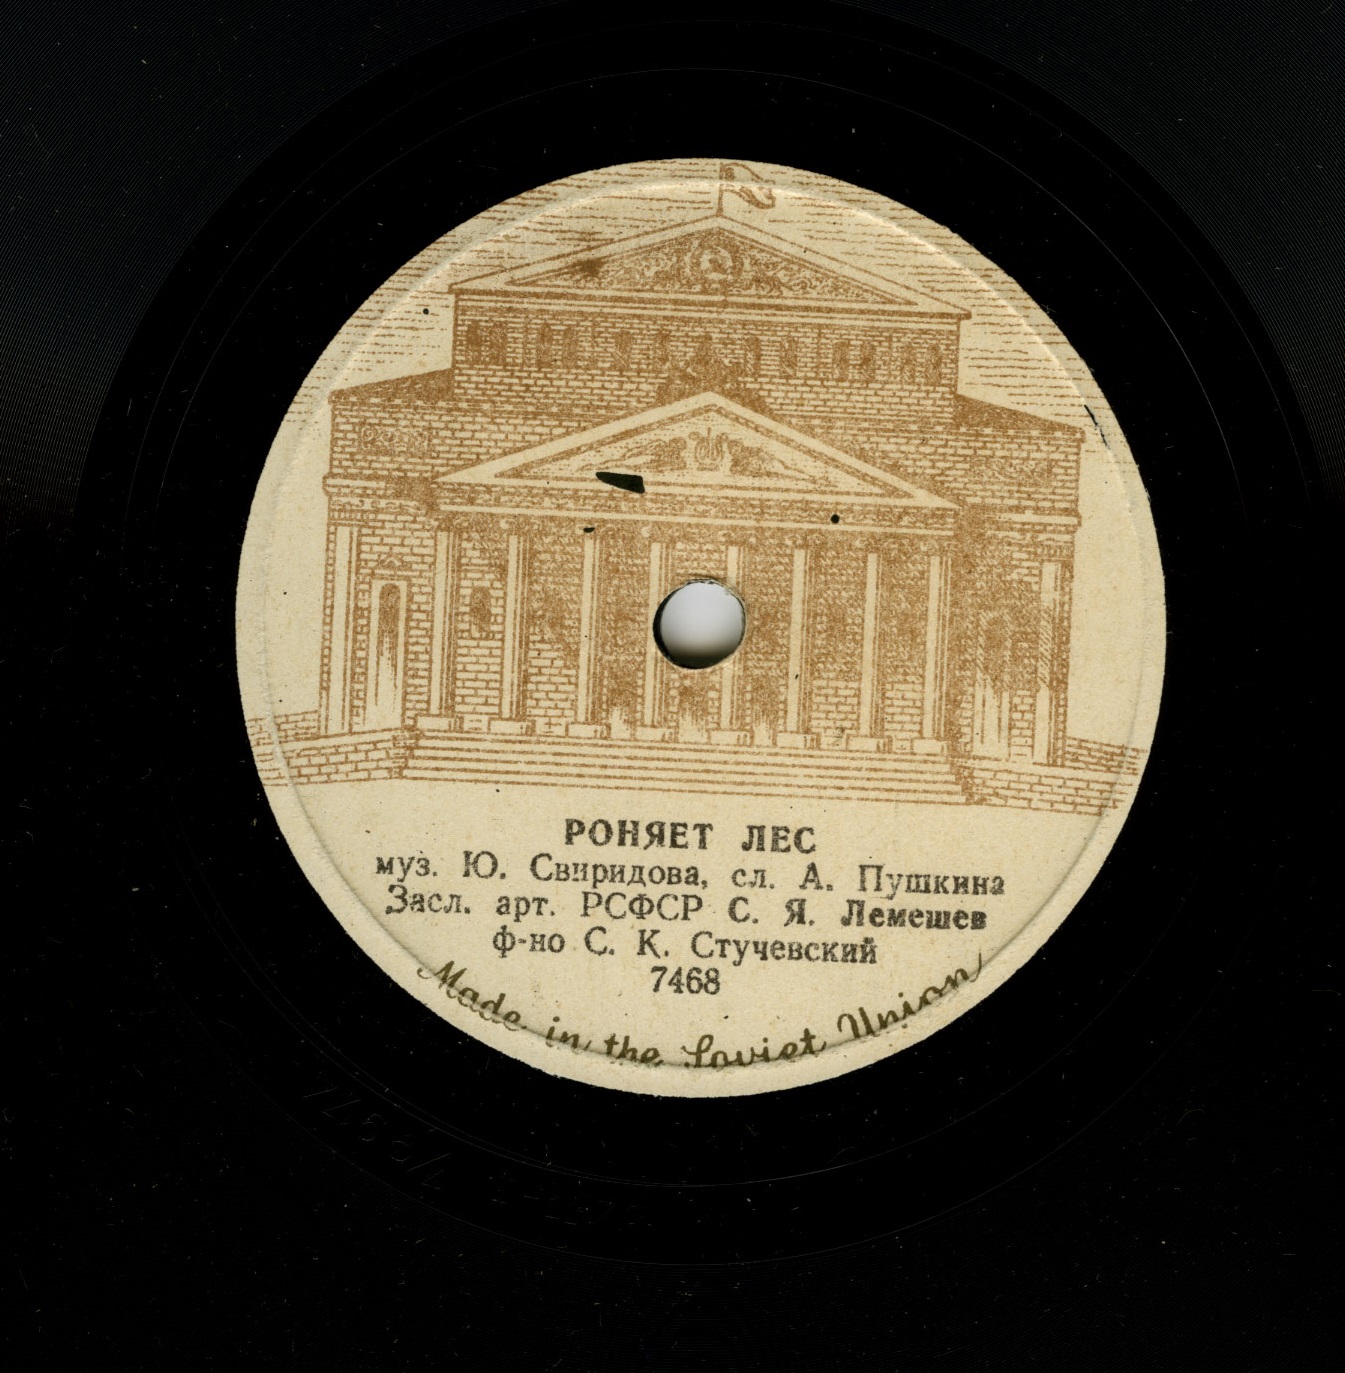 РОНЯЕТ ЛЕС
муз. Ю. Свиридова, сл. А. Пушкина
Засл. арт. РСФСР С. Я. Лемешев
ф-но С. К. Стучевский
7468
Made in the Soviet Union